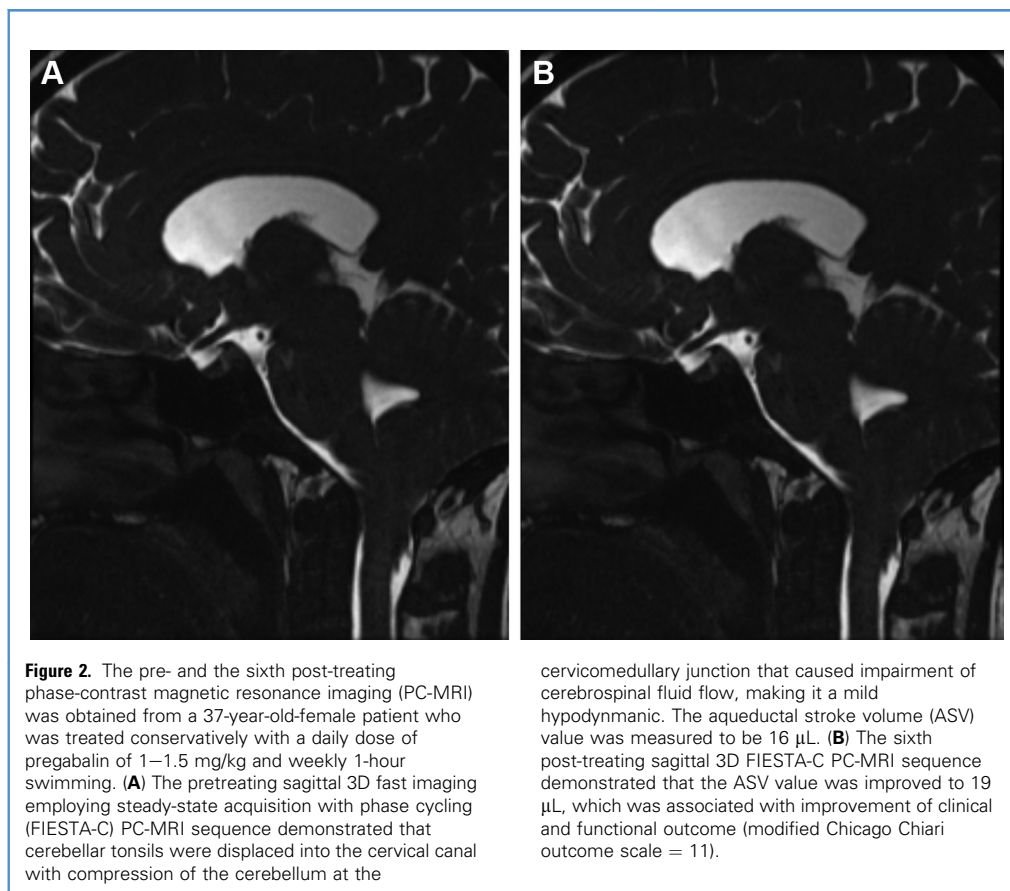 A
B
Figure 2. The pre- and the sixth post-treating
phase-contrast magnetic resonance imaging (PC-MRI)
was obtained from a 37-year-old-female patient who
was treated conservatively with a daily dose of
pregabalin of 1–1.5 mg/kg and weekly 1-hour
swimming. (A) The pretreating sagittal 3D fast imaging
employing steady-state acquisition with phase cycling
(FIESTA-C) PC-MRI sequence demonstrated that
cerebellar tonsils were displaced into the cervical canal
with compression of the cerebellum at the
cervicomedullary junction that caused impairment of
cerebrospinal fluid flow, making it a mild
hypodynmanic. The aqueductal stroke volume (ASV)
value was measured to be 16 μL. (B) The sixth
post-treating sagittal 3D FIESTA-C PC-MRI sequence
demonstrated that the ASV value was improved to 19
μL, which was associated with improvement of clinical
and functional outcome (modified Chicago Chiari
outcome scale = 11).